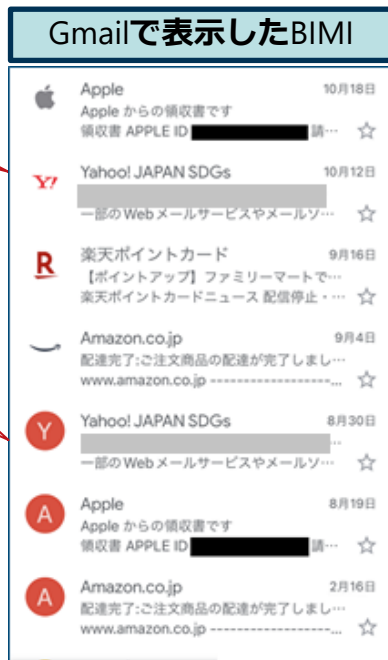 Gmailで表示したBIMI
Apple 10月18日
Apple からの領収書です
領収書 APPLE ID 請…
Y!
Yahoo! JAPAN SDGs 10月12日
一部のWebメールサービスやメールソ…
R
楽天ポイントカード 9月16日
【ポイントアップ】ファミリーマートで…
楽天ポイントカードニュース 配信停止・…
Amazon.co.jp 9月4日
配達完了:ご注文商品の配達が完了しまし…
www.amazon.co.jp -------------------...
Y
Yahoo! JAPAN SDGs 8月30日
…
一部のWebメールサービスやメールソ…
A
Apple 8月19日
Apple からの領収書です
領収書 APPLE ID 請…
A
Amazon.co.jp 2月16日
配達完了:ご注文商品の配達が完了しまし…
www.amazon.co.jp -------------------...